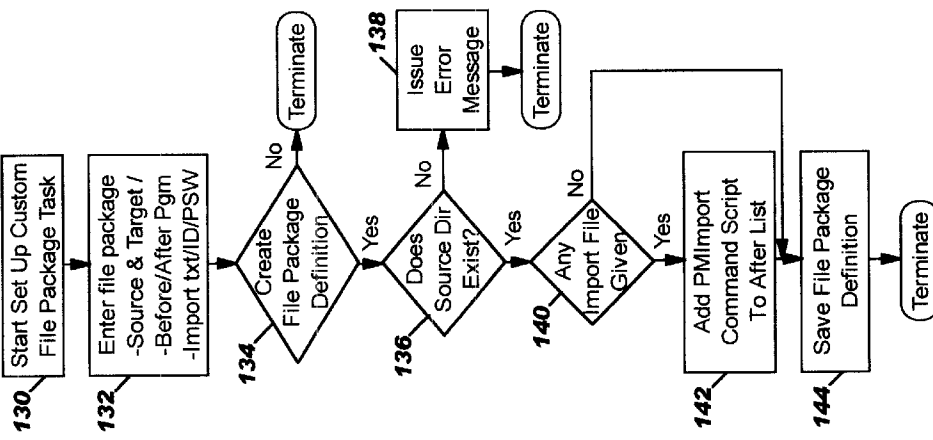 Start Set Up Custom
File Package Task
130
Enter file package
-Source & Target /
-Before/After Pgm
-Import txt/ID/PSW
132
Create
File Package
Definition
134
No
Terminate
Yes
Does
Source Dir
Exist?
136
No
Issue
Error
Message
138
Terminate
Yes
Any
Import File
Given
140
No
Yes
Add PMImport
Command Script
To After List
142
Save File Package
Definition
144
Terminate